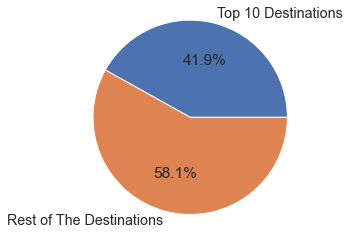 Top 10 Destinations
41.9%
58.1%
Rest of The Destinations